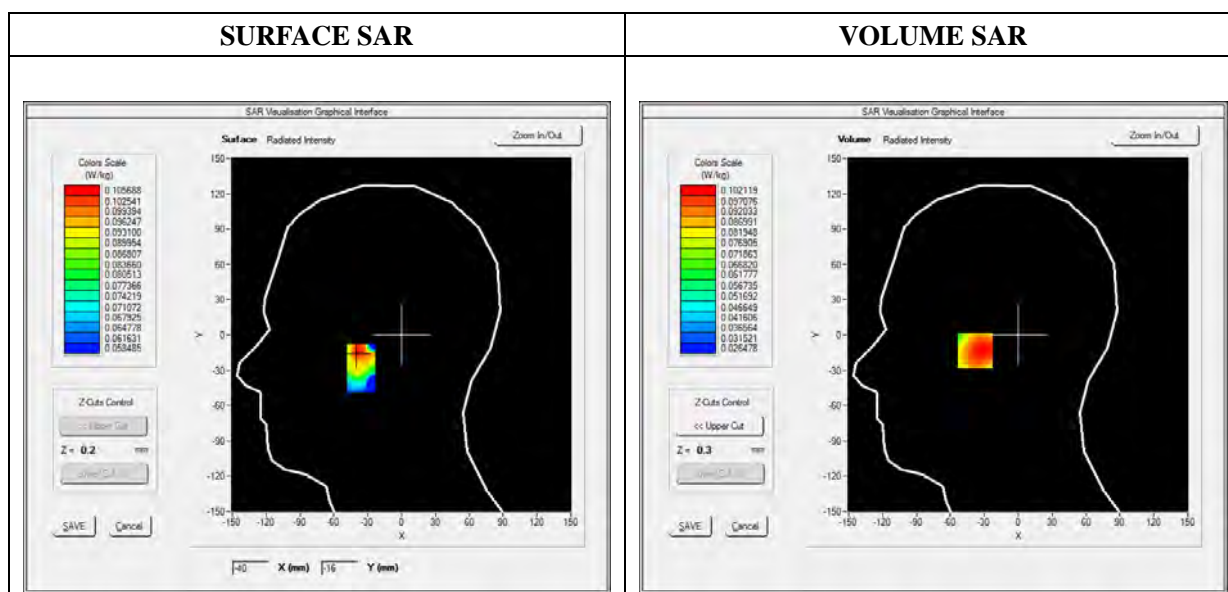 SURFACE SAR
VOLUME SAR
SAR Visualisation Graphical Interface
Surface Radiated Intensity
Zoom In/Out
Colors Scale
(W/kg)
0.105688
0.102541
0.099394
0.096247
0.093100
0.089954
0.086807
0.083660
0.080513
0.077366
0.074219
0.071072
0.067925
0.064778
0.061631
0.058485
Z-Cuts Control
<< Upper Cut
Z = 0.2 mm
SAVE
Cancel
150
120
90
60
30
0
-30
-60
-90
-120
-150
Y
-150 -120 -90 -60 -30 0 30 60 90 120 150
X
-40 X (mm) -16 Y (mm)
SAR Visualisation Graphical Interface
Volume Radiated Intensity
Zoom In/Out
Colors Scale
(W/kg)
0.102119
0.097076
0.092033
0.086991
0.081948
0.076905
0.071863
0.066820
0.061777
0.056735
0.051692
0.046649
0.041606
0.036564
0.031521
0.026478
Z-Cuts Control
<< Upper Cut
Z = 0.3 mm
SAVE
Cancel
150
120
90
60
30
0
-30
-60
-90
-120
-150
Y
-150 -120 -90 -60 -30 0 30 60 90 120 150
X